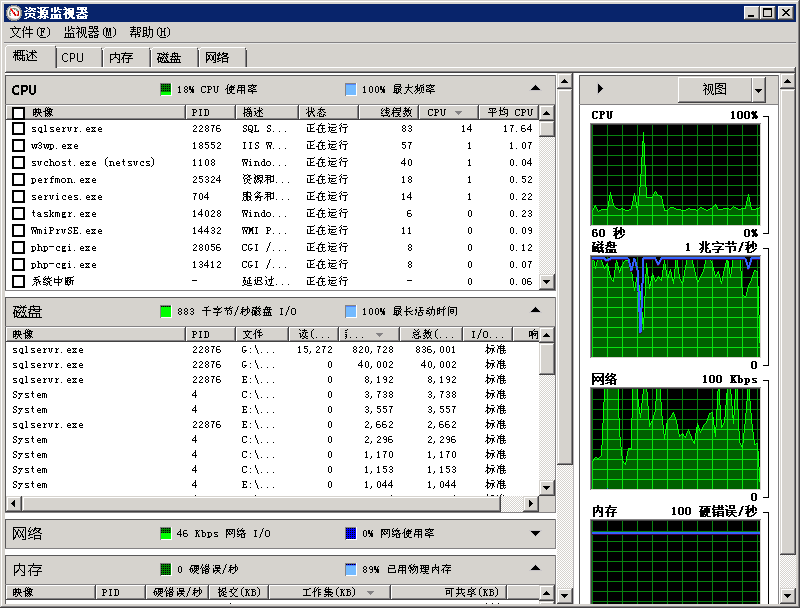 资源监视器
文件(F) 监视器(M) 帮助(H)
概述 CPU 内存 磁盘 网络
CPU 18% CPU 使用率 100% 最大频率
映像 PID 描述 状态 线程数 CPU 平均 CPU
sqlservr.exe 22876 SQL S... 正在运行 83 14 17.64
w3wp.exe 18552 IIS W... 正在运行 57 1 1.07
svchost.exe (netsvcs) 1108 Windo... 正在运行 40 1 0.04
perfmon.exe 25324 资源和... 正在运行 18 1 0.52
services.exe 704 服务和... 正在运行 14 1 0.22
taskmgr.exe 14028 Windo... 正在运行 6 0 0.23
WmiPrvSE.exe 14432 WMI P... 正在运行 11 0 0.09
php-cgi.exe 28056 CGI /... 正在运行 8 0 0.12
php-cgi.exe 13412 CGI /... 正在运行 8 0 0.07
系统中断 - 延迟过... 正在运行 - 0 0.06
磁盘 883 千字节/秒磁盘 I/O 100% 最长活动时间
映像 PID 文件 读(... 总数(... I/O... 响
sqlservr.exe 22876 G:\... 15,272 820,728 836,001 标准
sqlservr.exe 22876 G:\... 0 40,002 40,002 标准
sqlservr.exe 22876 E:\... 0 8,192 8,192 标准
System 4 C:\... 0 3,738 3,738 标准
System 4 E:\... 0 3,557 3,557 标准
sqlservr.exe 22876 E:\... 0 2,662 2,662 标准
System 4 C:\... 0 2,296 2,296 标准
System 4 C:\... 0 1,170 1,170 标准
System 4 C:\... 0 1,153 1,153 标准
System 4 E:\... 0 1,044 1,044 标准
网络 46 Kbps 网络 I/O 0% 网络使用率
内存 0 硬错误/秒 89% 已用物理内存
映像 PID 硬错误/秒 提交(KB) 工作集(KB) 可共享(KB)
视图
CPU 100%
60 秒 0%
磁盘 1 兆字节/秒
0
网络 100 Kbps
0
内存 100 硬错误/秒